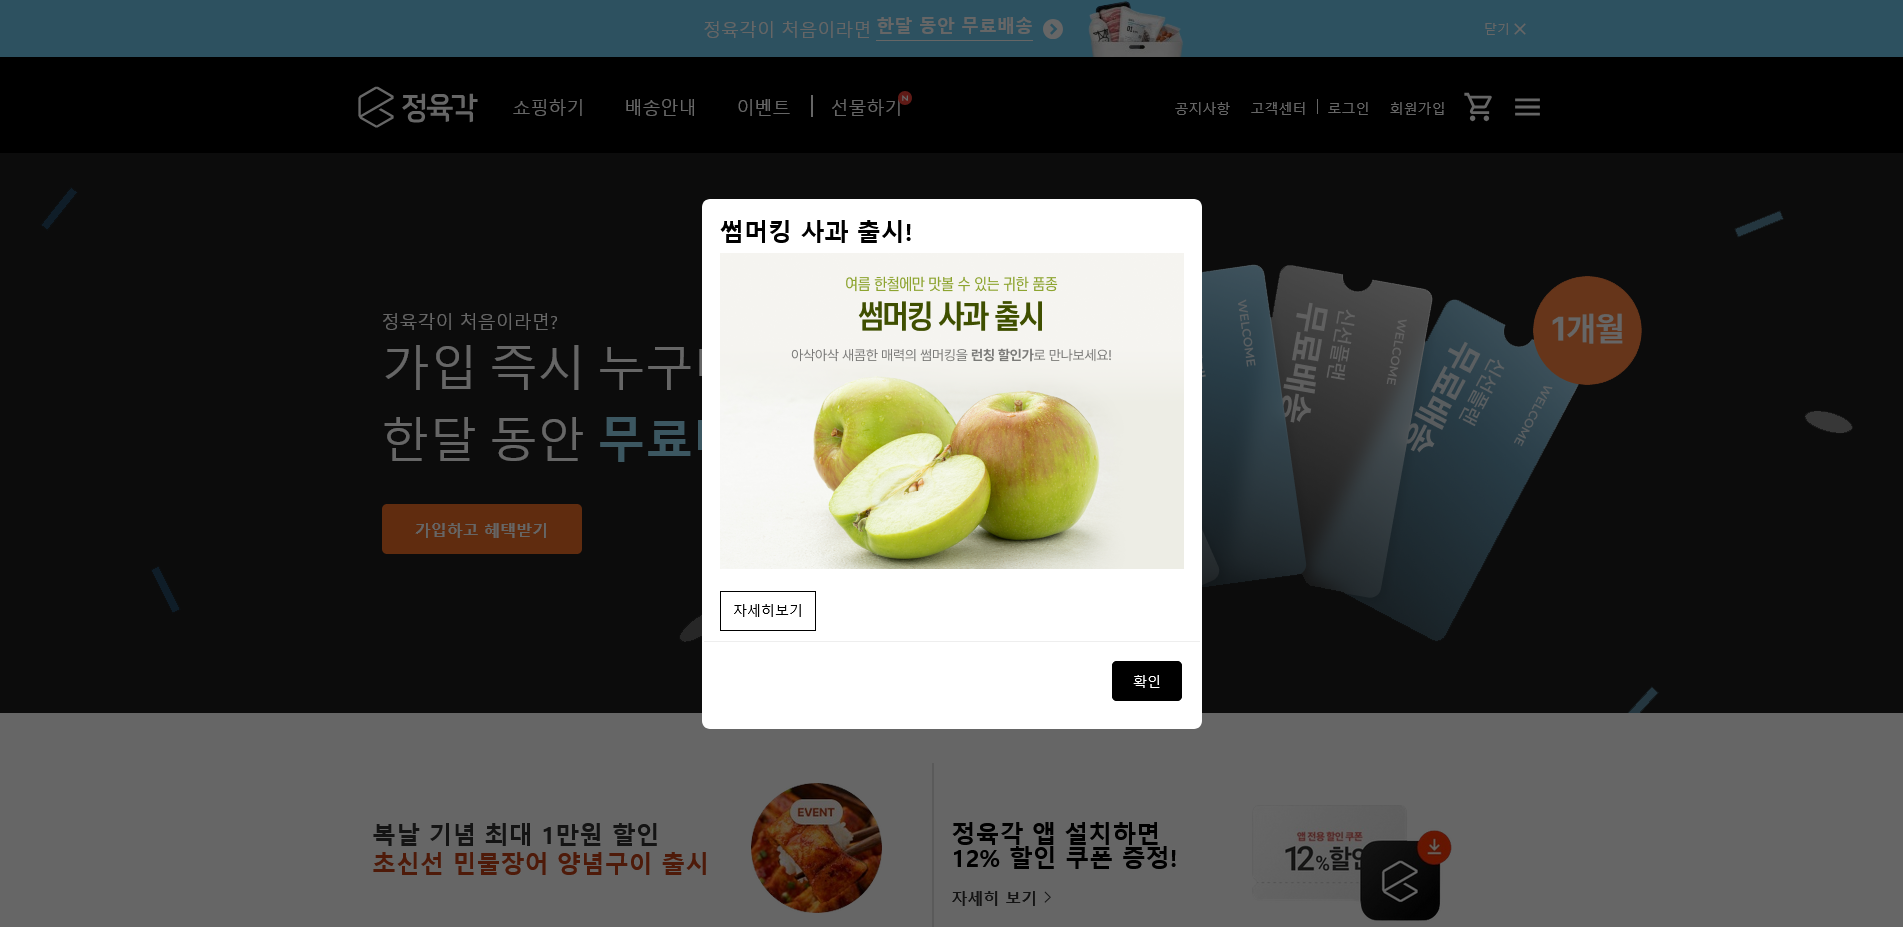 정육각이 처음이라면 한달 동안 무료배송
닫기
정육각
쇼핑하기
배송안내
이벤트
선물하기
N
공지사항
고객센터
로그인
회원가입
썸머킹 사과 출시!
여름 한철에만 맛볼 수 있는 귀한 품종
썸머킹 사과 출시
아삭아삭 새콤한 매력의 썸머킹을 런칭 할인가로 만나보세요!
자세히보기
확인
정육각이 처음이라면?
가입 즉시 누구
한달 동안 무료
가입하고 혜택받기
WELCOME
WELCOME
신선플랜
무료배송
WELCOME
신선플랜
무료배송
1개월
복날 기념 최대 1만원 할인
초신선 민물장어 양념구이 출시
EVENT
정육각 앱 설치하면
12% 할인 쿠폰 증정!
자세히 보기
앱 전용 할인 쿠폰
12%할인